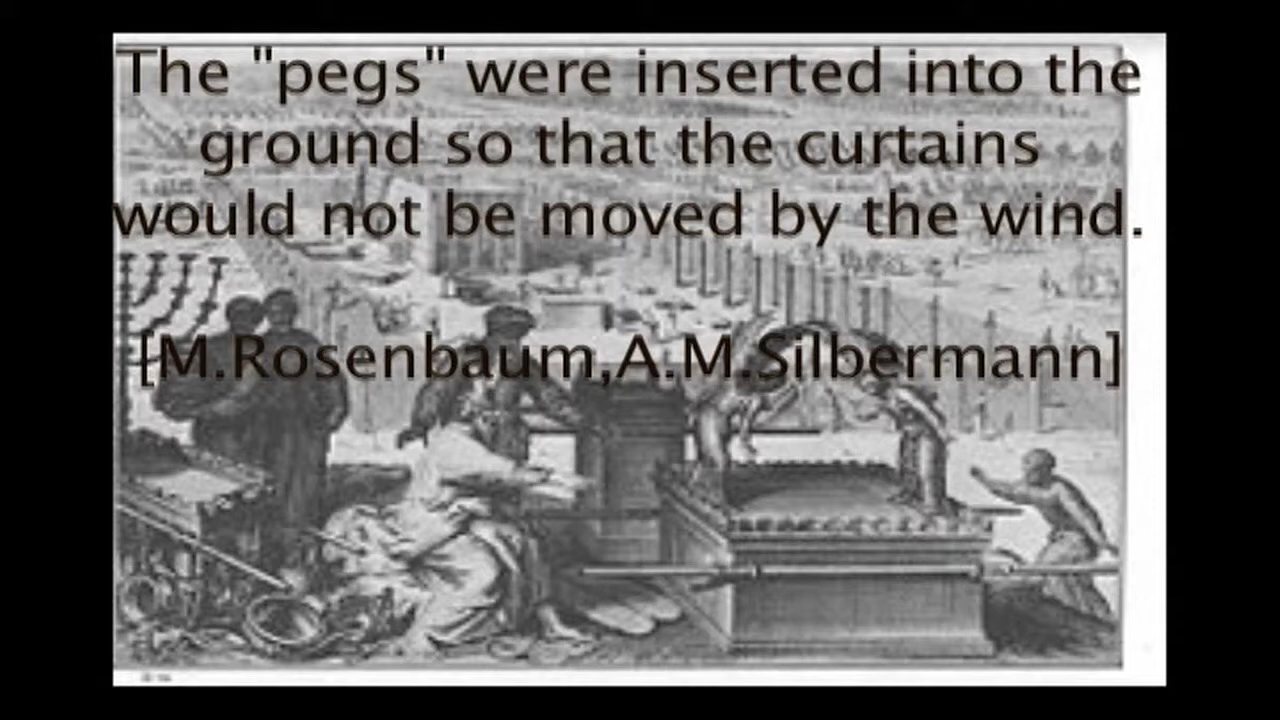 The "pegs" were inserted into the
ground so that the curtains
would not be moved by the wind.
[M.Rosenbaum,A.M.Silbermann]